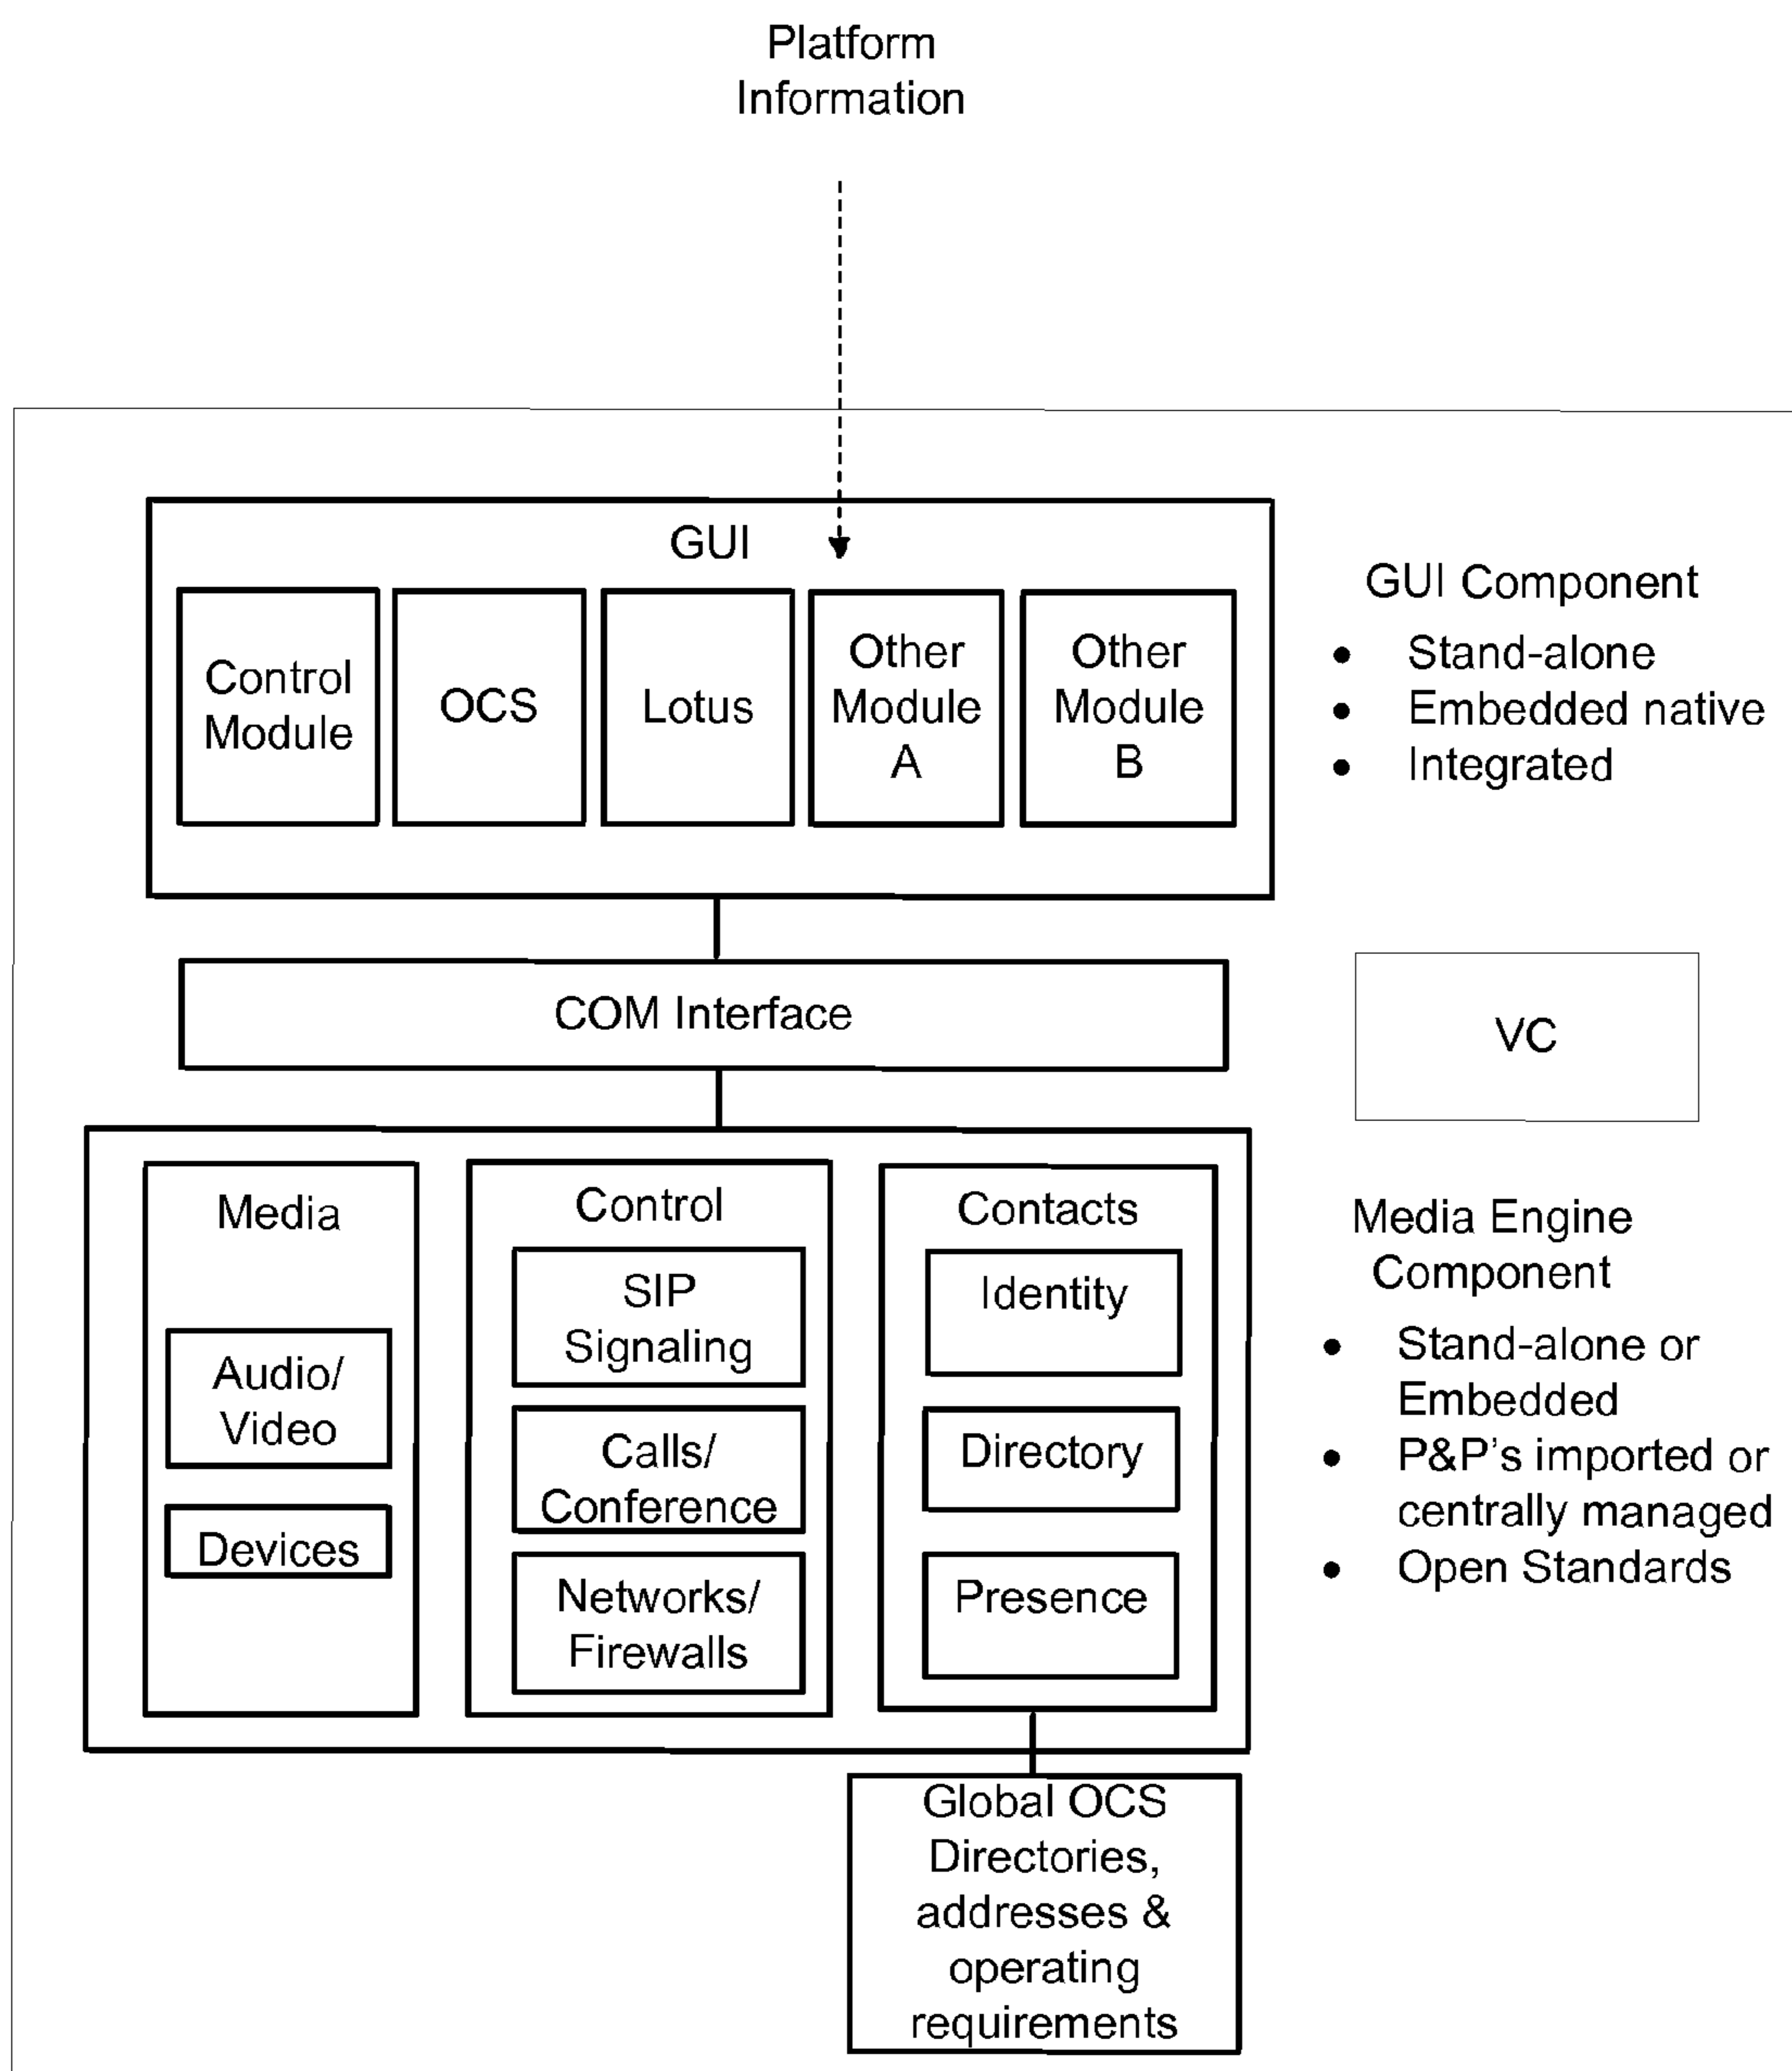 Platform
Information
GUI
Control
Module
OCS
Lotus
Other
Module
A
Other
Module
B
GUI Component
• Stand-alone
• Embedded native
• Integrated
COM Interface
VC
Media
Audio/
Video
Devices
Control
SIP
Signaling
Calls/
Conference
Networks/
Firewalls
Contacts
Identity
Directory
Presence
Media Engine
Component
• Stand-alone or
Embedded
• P&P's imported or
centrally managed
• Open Standards
Global OCS
Directories,
addresses &
operating
requirements